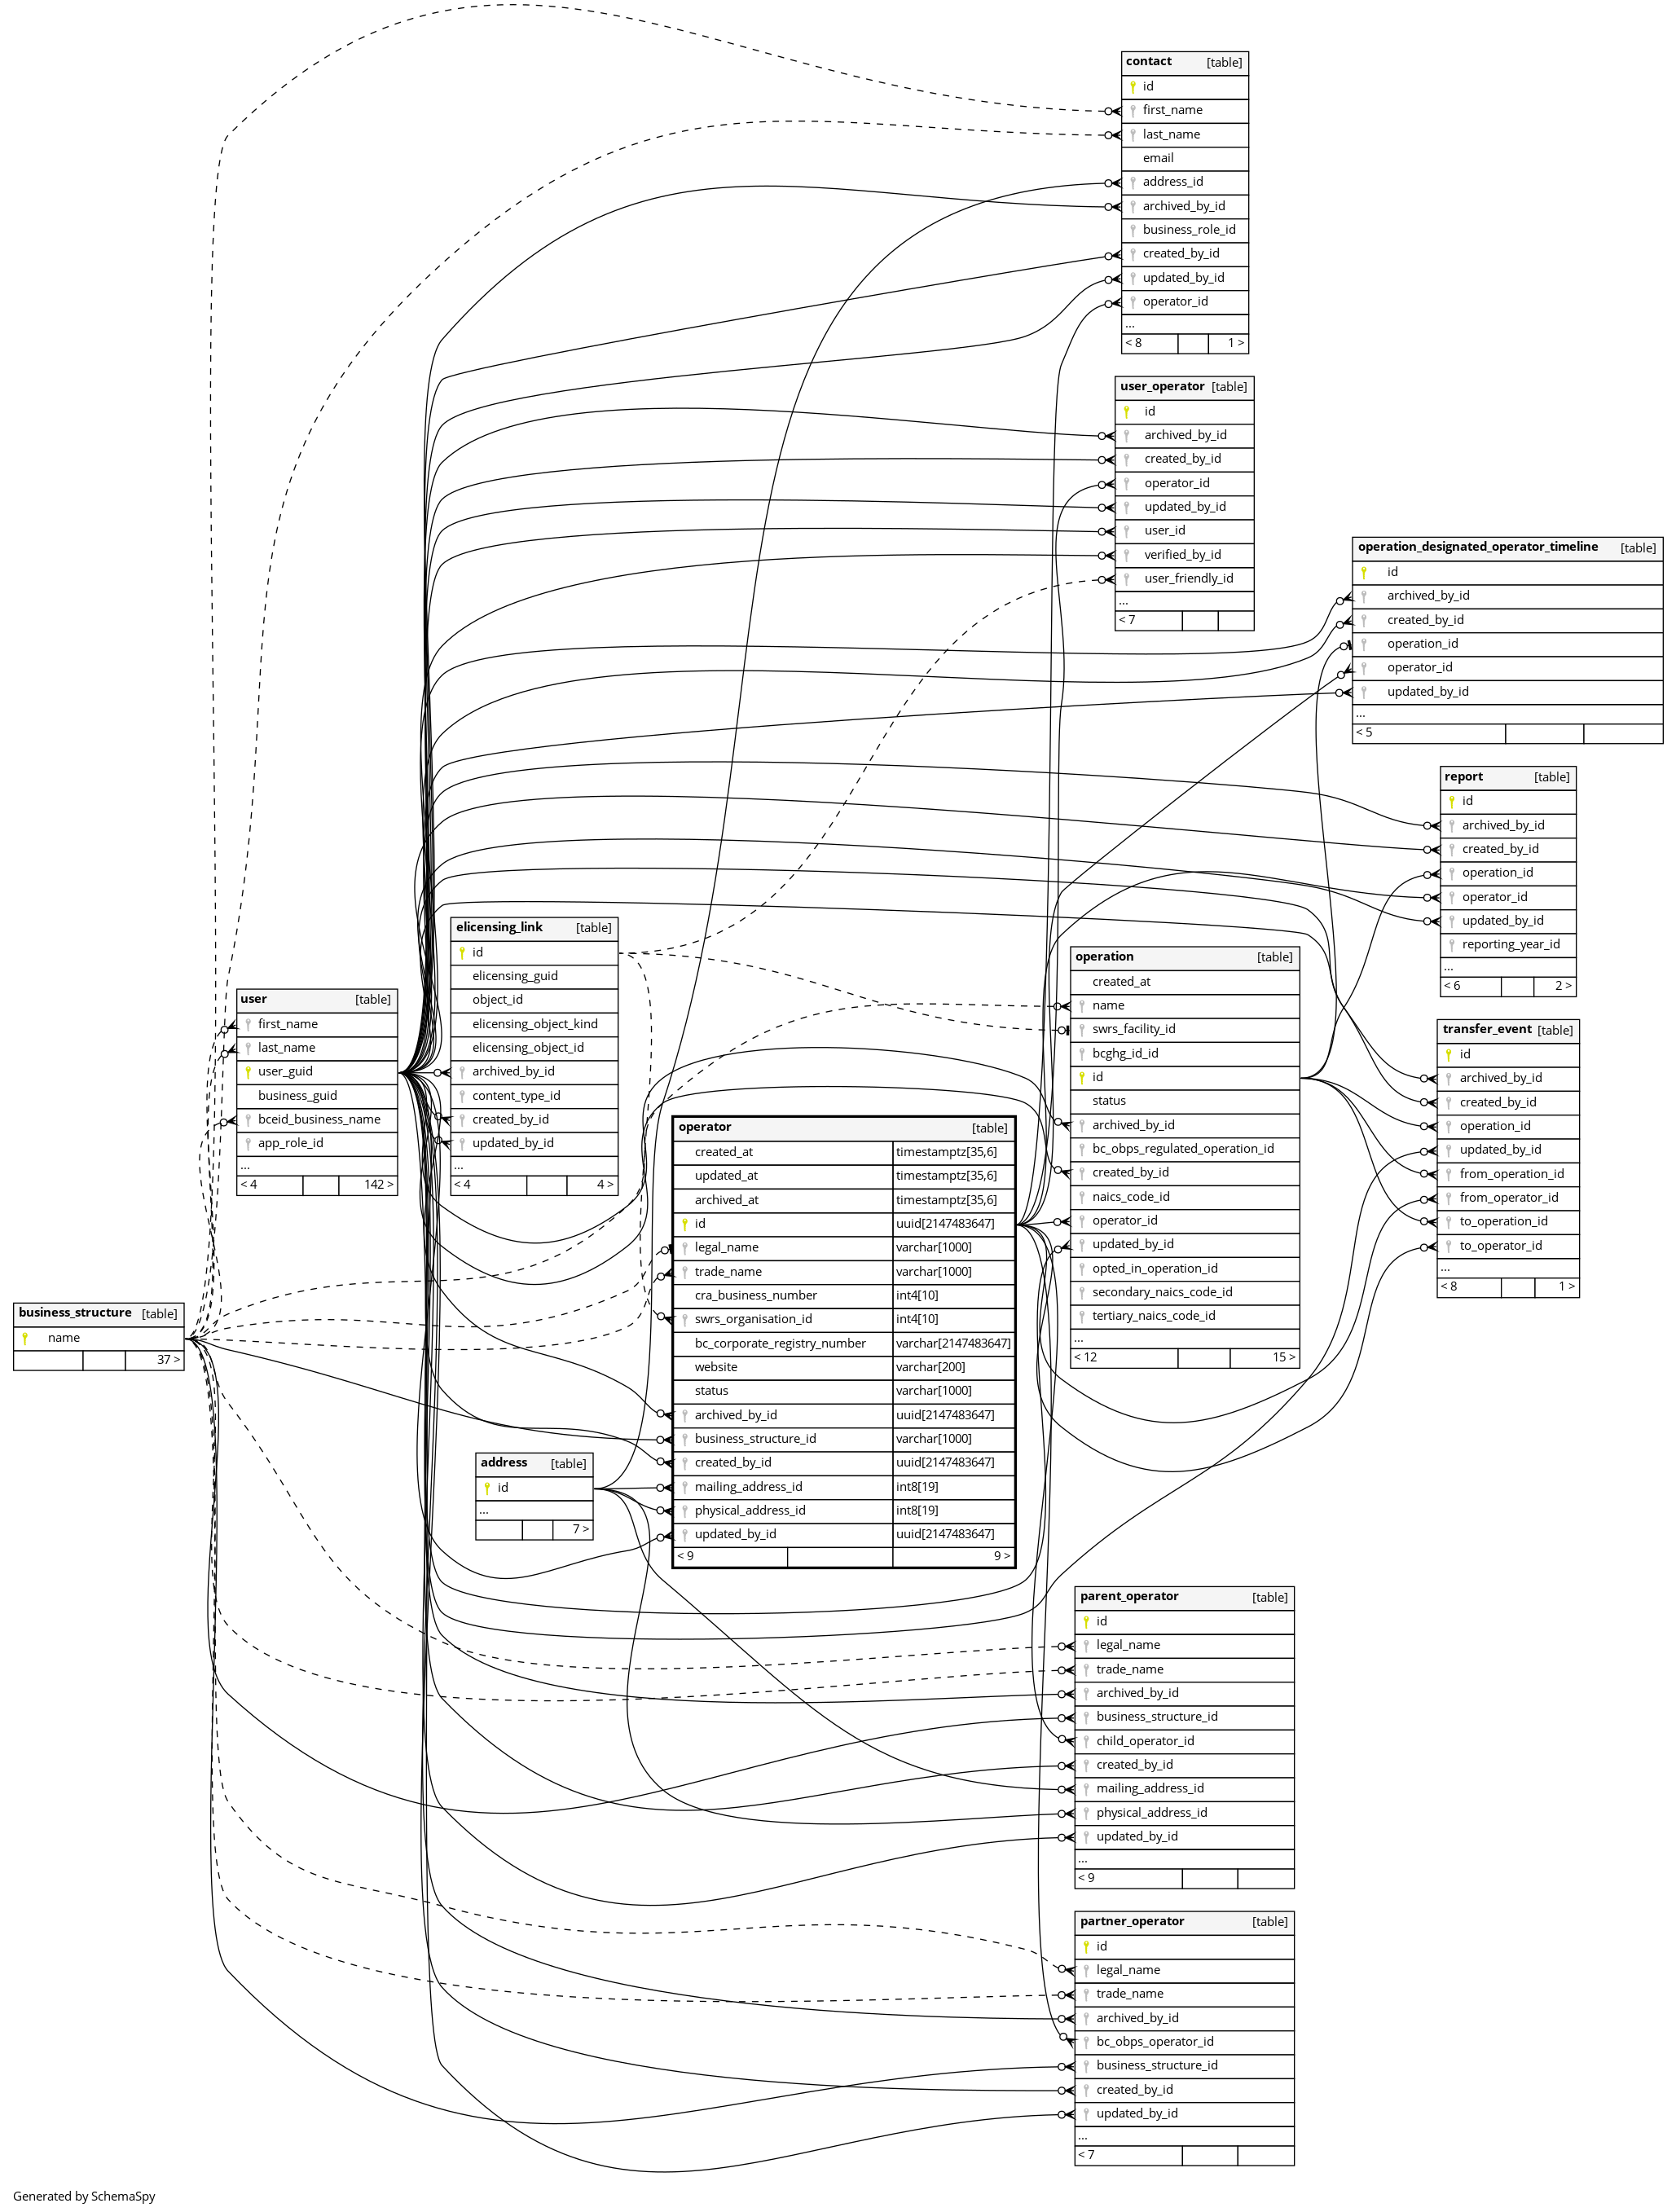 contact [table]
id
first_name
last_name
email
address_id
archived_by_id
business_role_id
created_by_id
updated_by_id
operator_id
...
< 8 1 >
user_operator [table]
id
archived_by_id
created_by_id
operator_id
updated_by_id
user_id
verified_by_id
user_friendly_id
...
< 7
operation_designated_operator_timeline [table]
id
archived_by_id
created_by_id
operation_id
operator_id
updated_by_id
...
< 5
report [table]
id
archived_by_id
created_by_id
operation_id
operator_id
updated_by_id
reporting_year_id
...
< 6 2 >
elicensing_link [table]
id
elicensing_guid
object_id
elicensing_object_kind
elicensing_object_id
archived_by_id
content_type_id
created_by_id
updated_by_id
...
< 4 4 >
operation [table]
created_at
name
swrs_facility_id
bcghg_id_id
id
status
archived_by_id
bc_obps_regulated_operation_id
created_by_id
naics_code_id
operator_id
updated_by_id
opted_in_operation_id
secondary_naics_code_id
tertiary_naics_code_id
...
< 12 15 >
user [table]
first_name
last_name
user_guid
business_guid
bceid_business_name
app_role_id
...
< 4 142 >
transfer_event [table]
id
archived_by_id
created_by_id
operation_id
updated_by_id
from_operation_id
from_operator_id
to_operation_id
to_operator_id
...
< 8 1 >
operator [table]
created_at timestamptz[35,6]
updated_at timestamptz[35,6]
archived_at timestamptz[35,6]
id uuid[2147483647]
legal_name varchar[1000]
trade_name varchar[1000]
cra_business_number int4[10]
swrs_organisation_id int4[10]
bc_corporate_registry_number varchar[2147483647]
website varchar[200]
status varchar[1000]
archived_by_id uuid[2147483647]
business_structure_id varchar[1000]
created_by_id uuid[2147483647]
mailing_address_id int8[19]
physical_address_id int8[19]
updated_by_id uuid[2147483647]
< 9 9 >
business_structure [table]
name
37 >
address [table]
id
...
7 >
parent_operator [table]
id
legal_name
trade_name
archived_by_id
business_structure_id
child_operator_id
created_by_id
mailing_address_id
physical_address_id
updated_by_id
...
< 9
partner_operator [table]
id
legal_name
trade_name
archived_by_id
bc_obps_operator_id
business_structure_id
created_by_id
updated_by_id
...
< 7
Generated by SchemaSpy